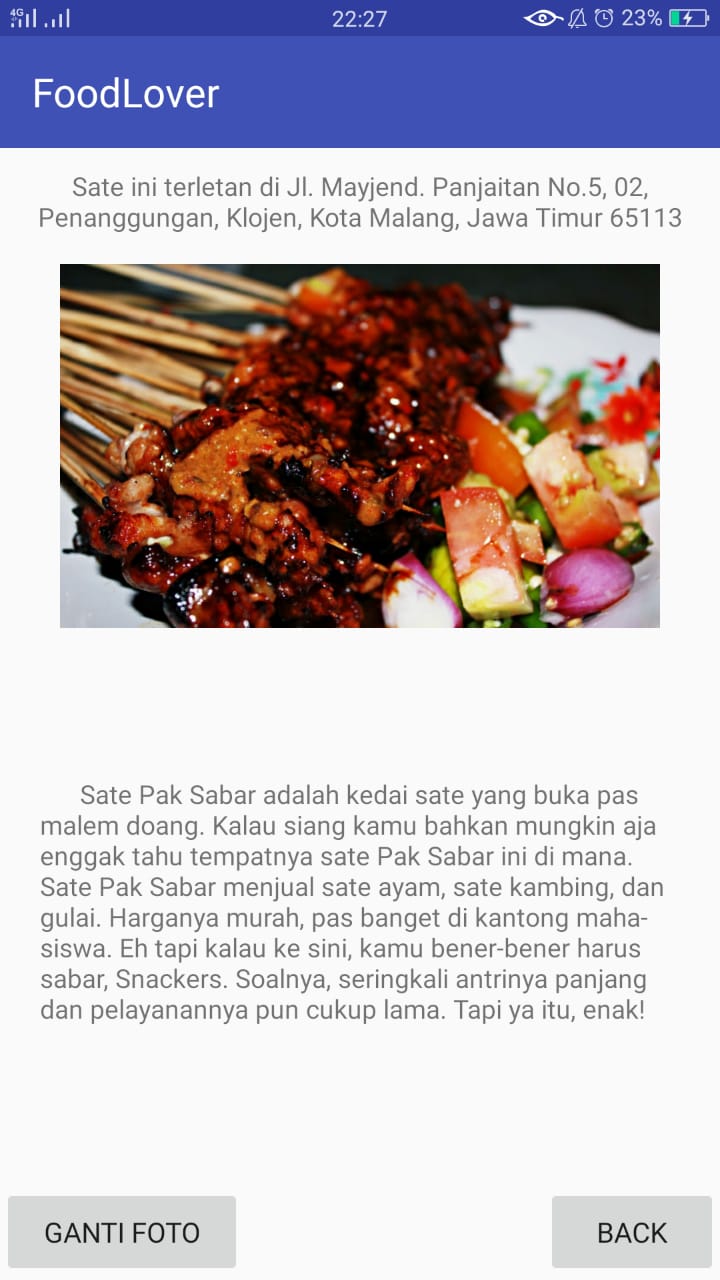 4G
22:27
23%
FoodLover
Sate ini terletan di Jl. Mayjend. Panjaitan No.5, 02,
Penanggungan, Klojen, Kota Malang, Jawa Timur 65113
Sate Pak Sabar adalah kedai sate yang buka pas
malem doang. Kalau siang kamu bahkan mungkin aja
enggak tahu tempatnya sate Pak Sabar ini di mana.
Sate Pak Sabar menjual sate ayam, sate kambing, dan
gulai. Harganya murah, pas banget di kantong maha-
siswa. Eh tapi kalau ke sini, kamu bener-bener harus
sabar, Snackers. Soalnya, seringkali antrinya panjang
dan pelayanannya pun cukup lama. Tapi ya itu, enak!
GANTI FOTO
BACK